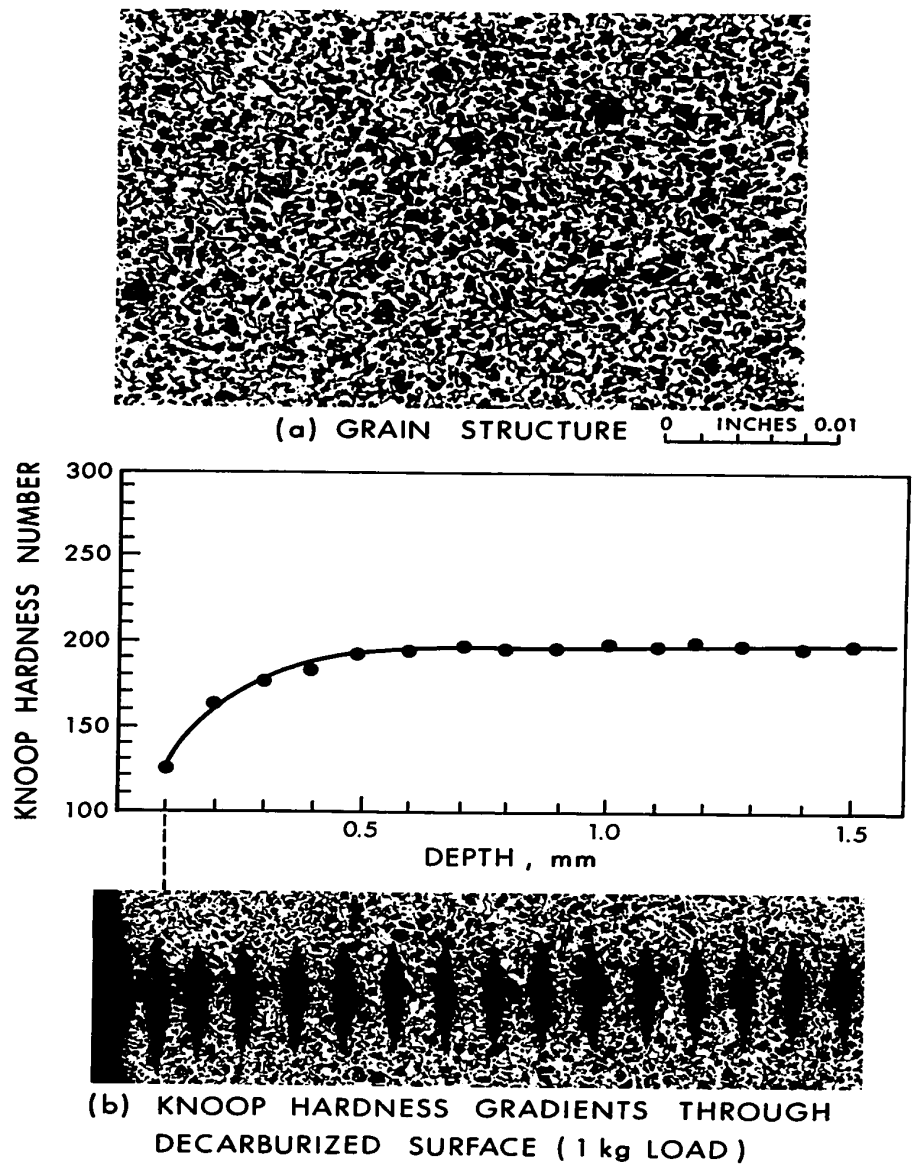 (a) GRAIN STRUCTURE
0 INCHES 0.01
KNOOP HARDNESS NUMBER
300
250
200
150
100
0.5 1.0 1.5
DEPTH, mm
(b) KNOOP HARDNESS GRADIENTS THROUGH
DECARBURIZED SURFACE (1 kg LOAD)